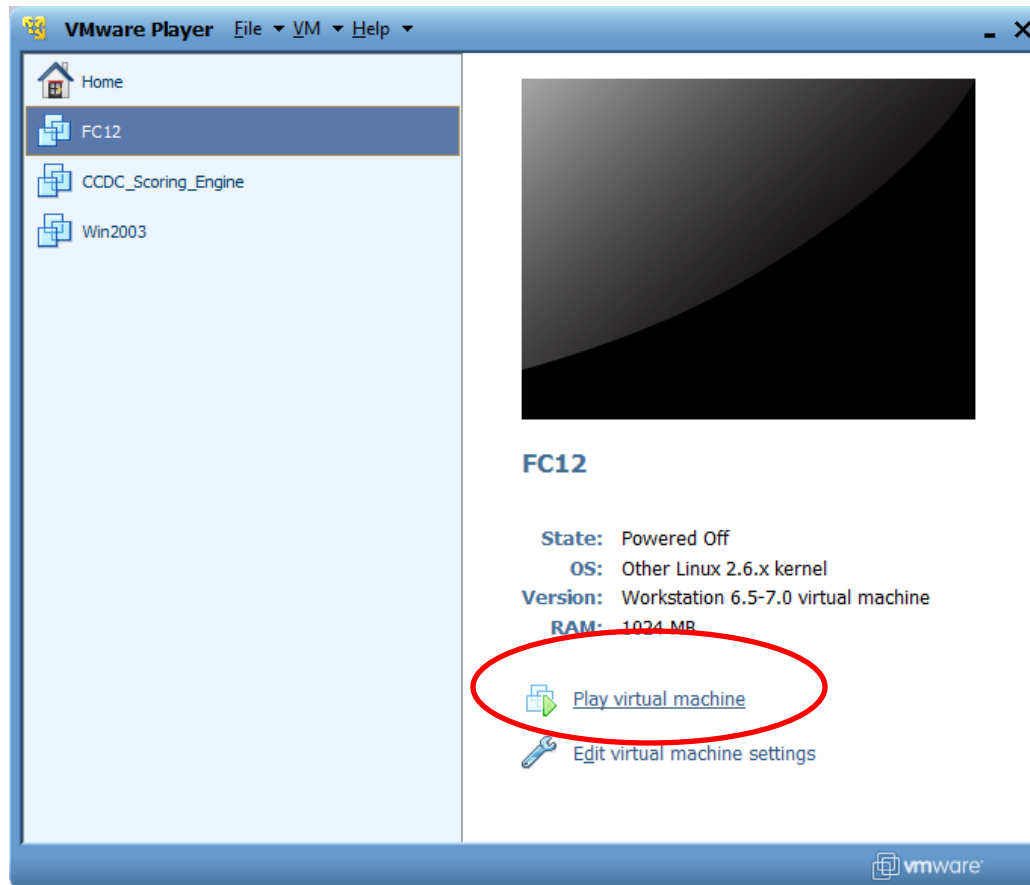 VMware Player File VM Help
Home
FC12
CCDC_Scoring_Engine
Win2003
FC12
State: Powered Off
OS: Other Linux 2.6.x kernel
Version: Workstation 6.5-7.0 virtual machine
RAM: 1024 MB
Play virtual machine
Edit virtual machine settings
vmware